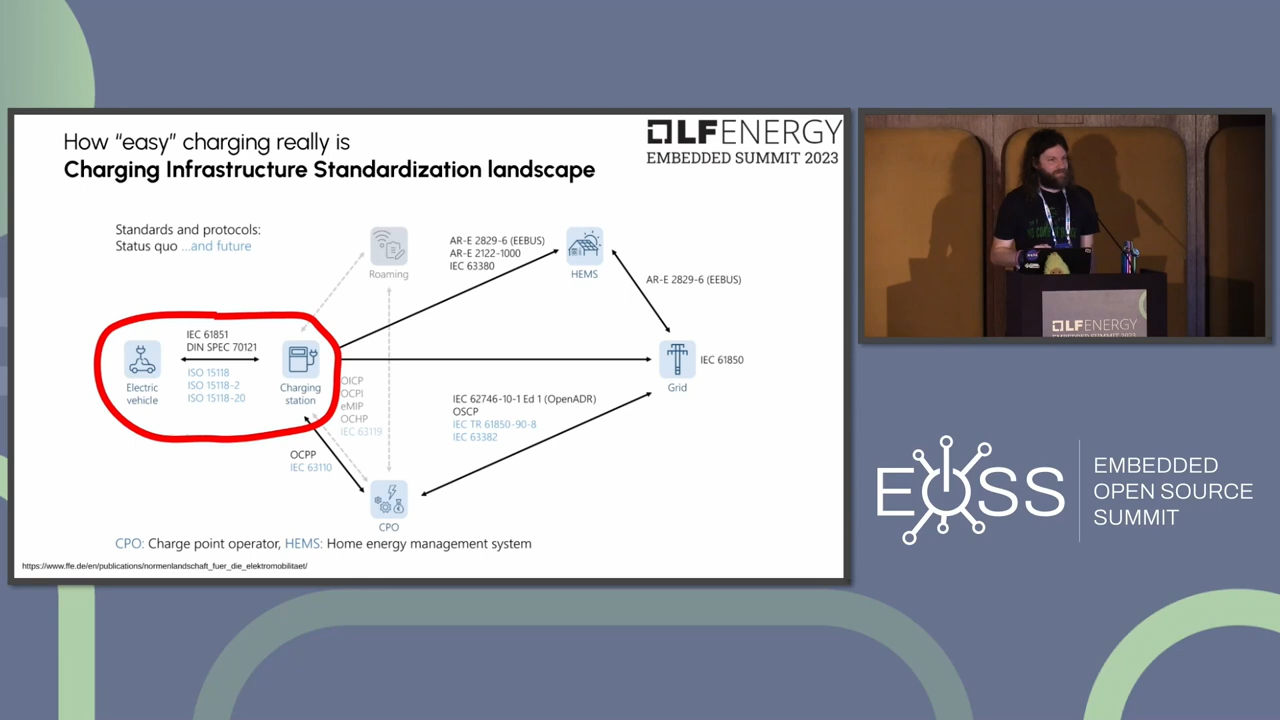 How “easy” charging really is
Charging Infrastructure Standardization landscape
LFENERGY
EMBEDDED SUMMIT 2023
Standards and protocols:
Status quo ...and future
Roaming
AR-E 2829-6 (EEBUS)
AR-E 2122-1000
IEC 63380
HEMS
AR-E 2829-6 (EEBUS)
IEC 61851
DIN SPEC 70121
ISO 15118
ISO 15118-2
ISO 15118-20
Electric
vehicle
Charging
station
OICP
OCPI
eMIP
OCHP
IEC 63119
IEC 61850
Grid
IEC 62746-10-1 Ed 1 (OpenADR)
OSCP
IEC TR 61850-90-8
IEC 63382
OCPP
IEC 63110
CPO
CPO: Charge point operator, HEMS: Home energy management system
https://www.ffe.de/en/publications/normenlandschaft_fuer_die_elektromobilitaet/
LFENERGY
EMBEDDED SUMMIT 2023
EOSS
EMBEDDED
OPEN SOURCE
SUMMIT